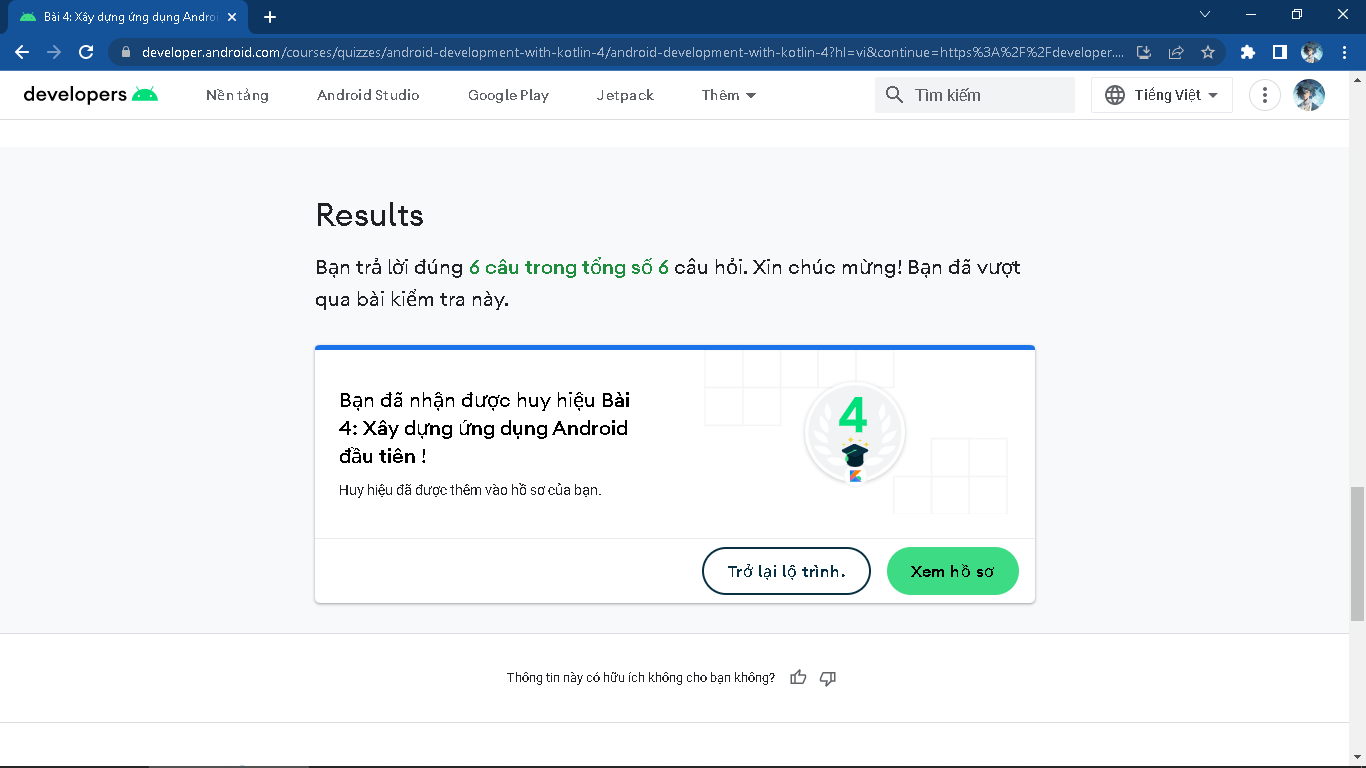 Bài 4: Xây dựng ứng dụng Androi
developer.android.com/courses/quizzes/android-development-with-kotlin-4/android-development-with-kotlin-4?hl=vi&continue=https%3A%2F%2Fdeveloper....
developers Nền tảng Android Studio Google Play Jetpack Thêm Tìm kiếm Tiếng Việt
Results
Bạn trả lời đúng 6 câu trong tổng số 6 câu hỏi. Xin chúc mừng! Bạn đã vượt
qua bài kiểm tra này.
Bạn đã nhận được huy hiệu Bài
4: Xây dựng ứng dụng Android
đầu tiên !
Huy hiệu đã được thêm vào hồ sơ của bạn.
4
Trở lại lộ trình. Xem hồ sơ
Thông tin này có hữu ích không cho bạn không?